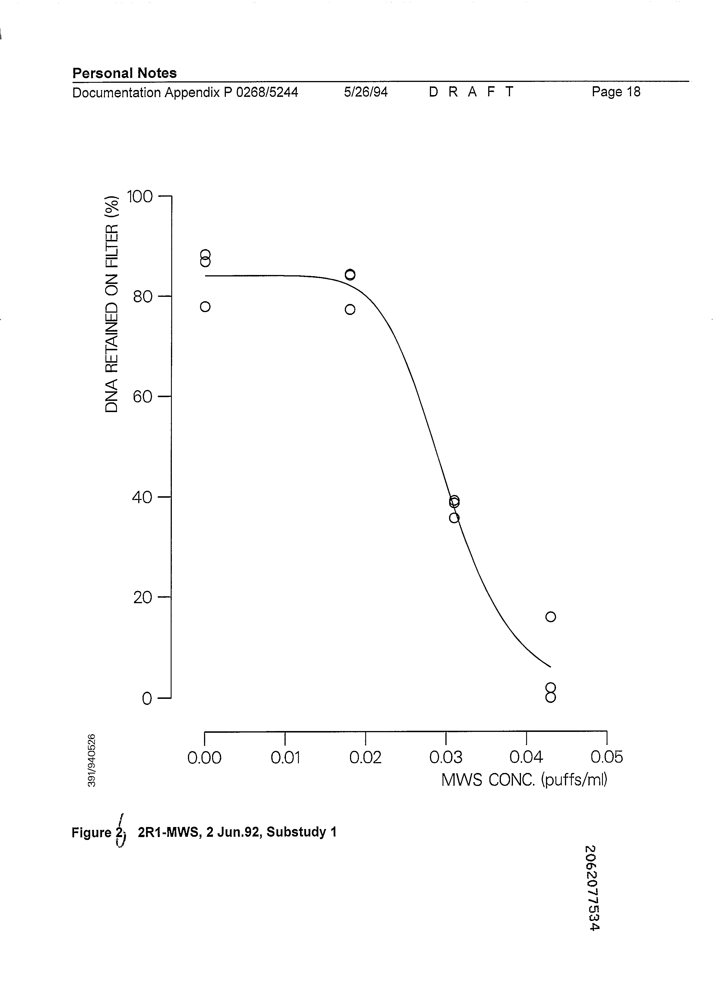 Personal Notes
Documentation Appendix P 0268/5244 5/26/94 D R A F T Page 18
DNA RETAINED ON FILTER (%)
100
80
60
40
20
0
0.00 0.01 0.02 0.03 0.04 0.05
MWS CONC. (puffs/ml)
391/940526
Figure 2, 2R1-MWS, 2 Jun.92, Substudy 1
2062077534